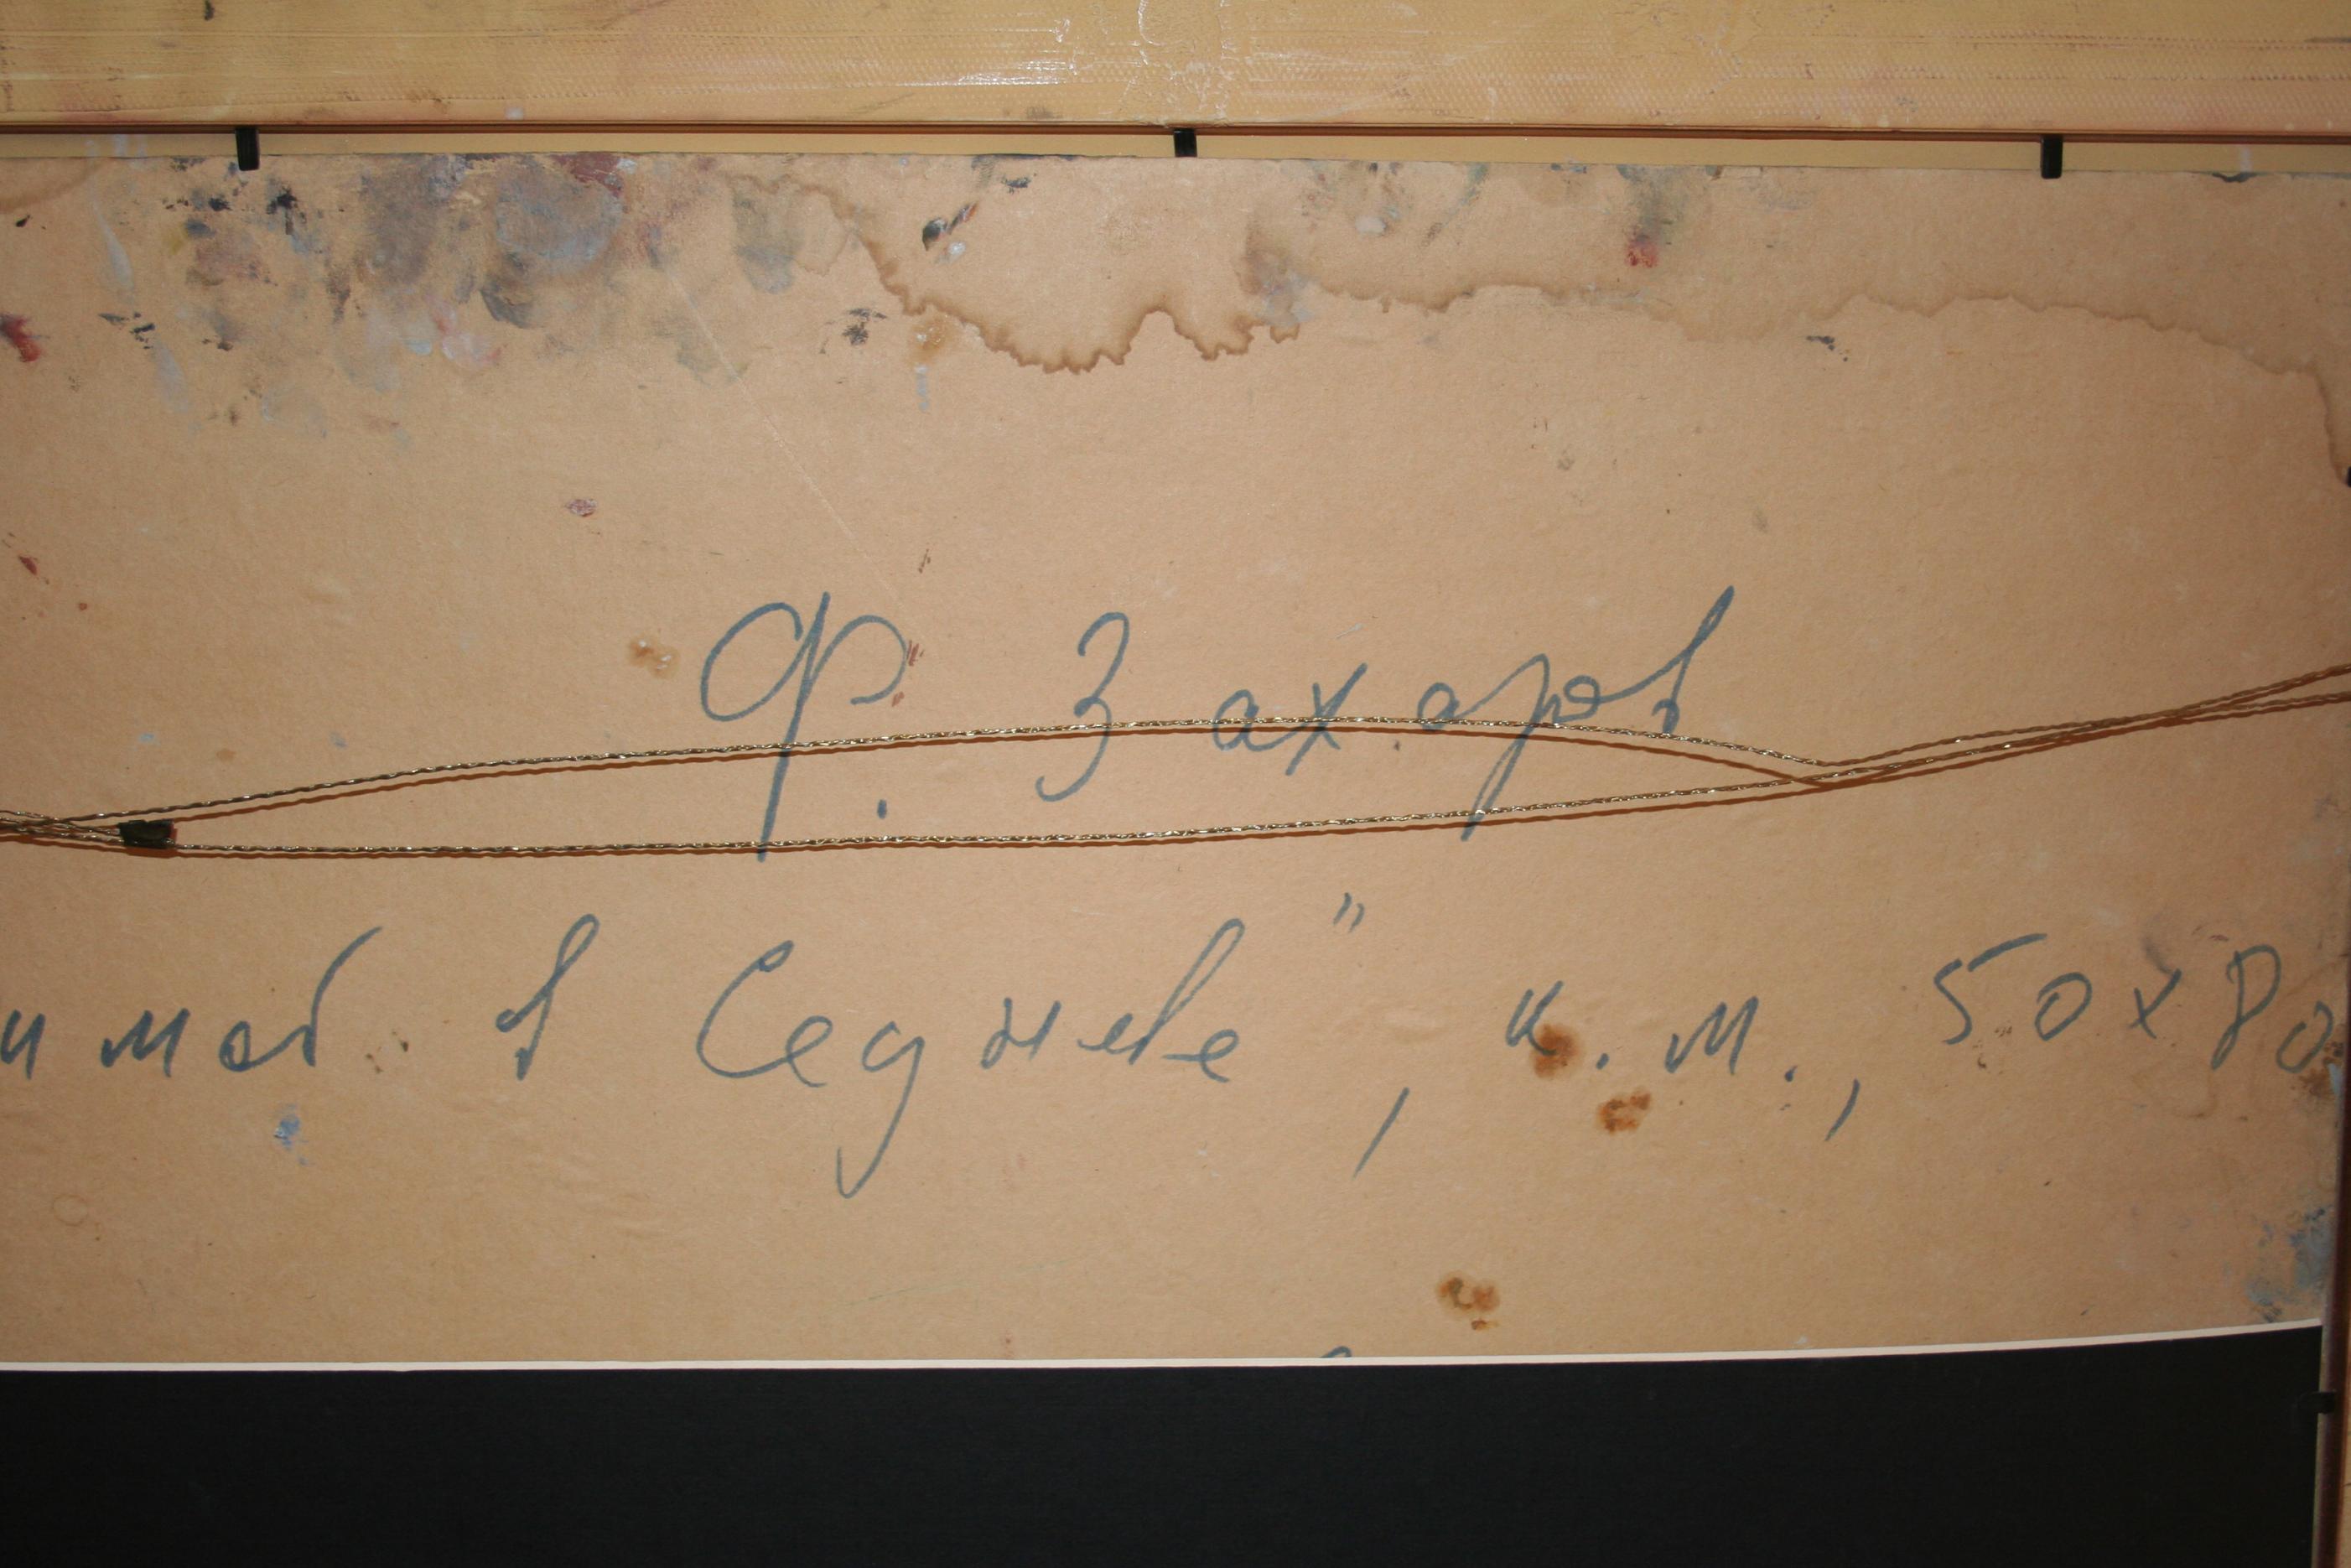 Ф. Захаров
имой в Седневе", к.м., 50х80